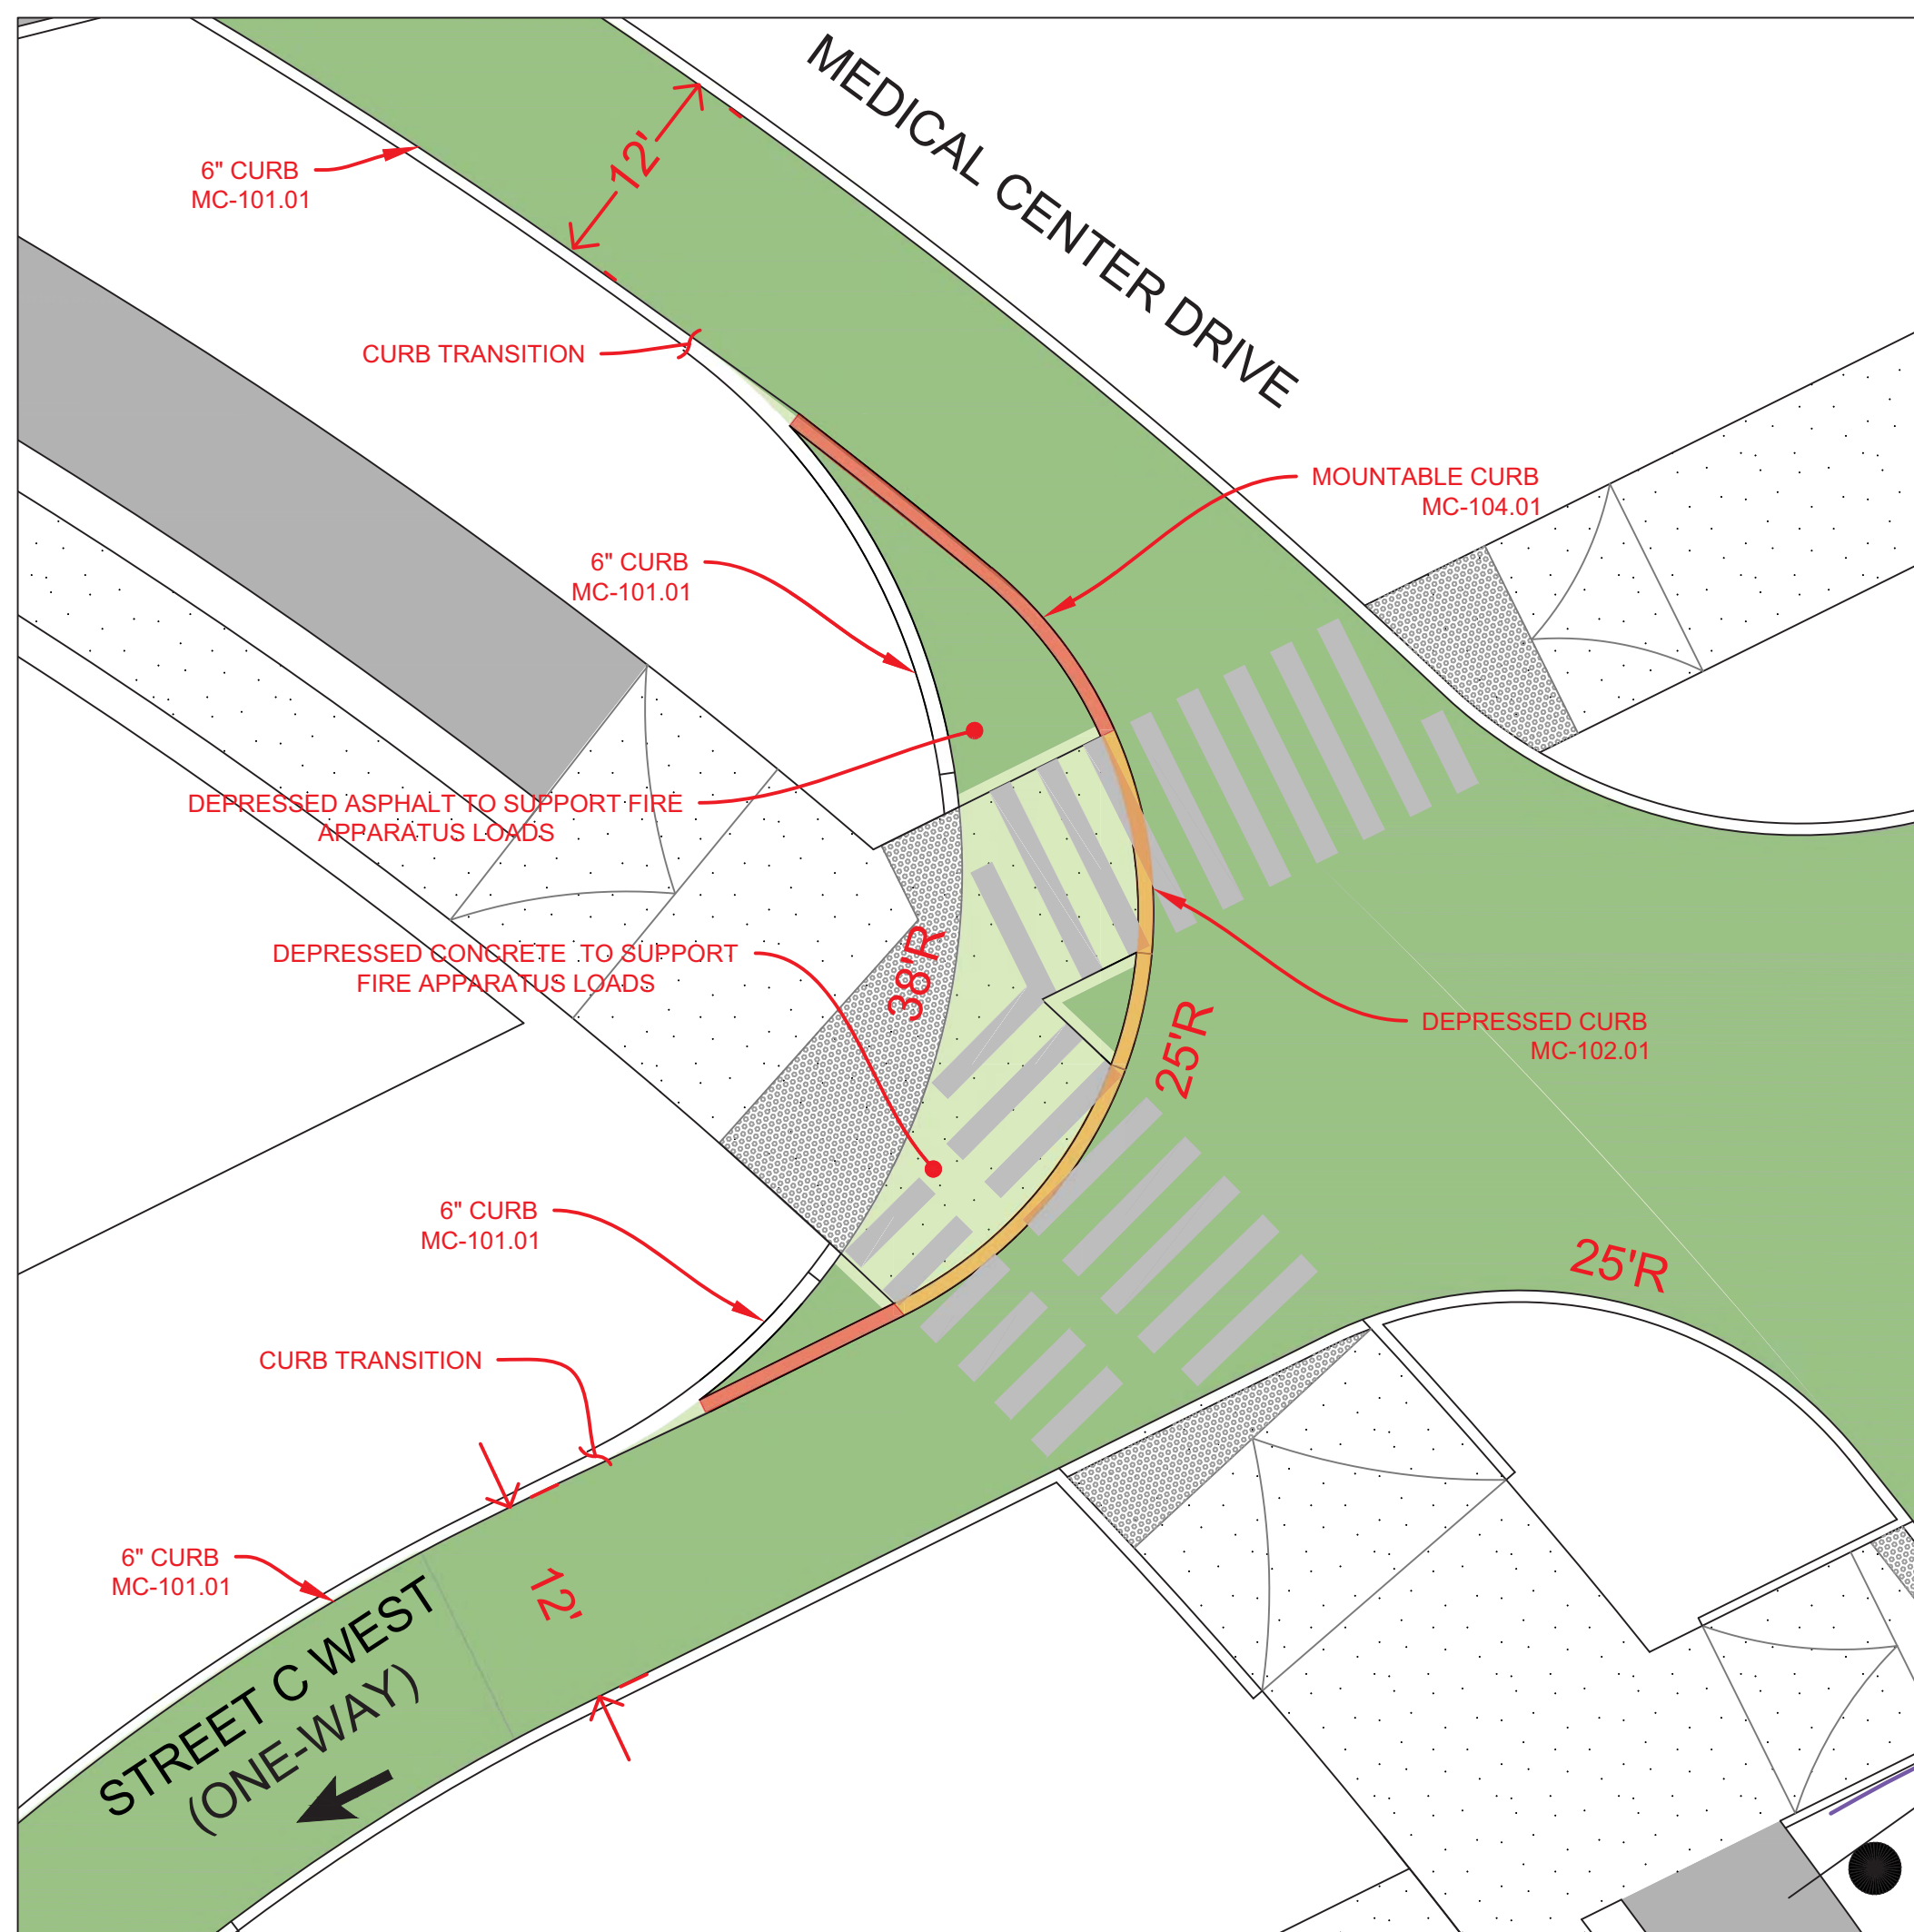 MEDICAL CENTER DRIVE
12'
6" CURB
MC-101.01
CURB TRANSITION
MOUNTABLE CURB
MC-104.01
6" CURB
MC-101.01
DEPRESSED ASPHALT TO SUPPORT FIRE
APPARATUS LOADS
DEPRESSED CONCRETE TO SUPPORT
FIRE APPARATUS LOADS
38'R
25'R
DEPRESSED CURB
MC-102.01
6" CURB
MC-101.01
25'R
CURB TRANSITION
6" CURB
MC-101.01
12'
STREET C WEST
(ONE-WAY)